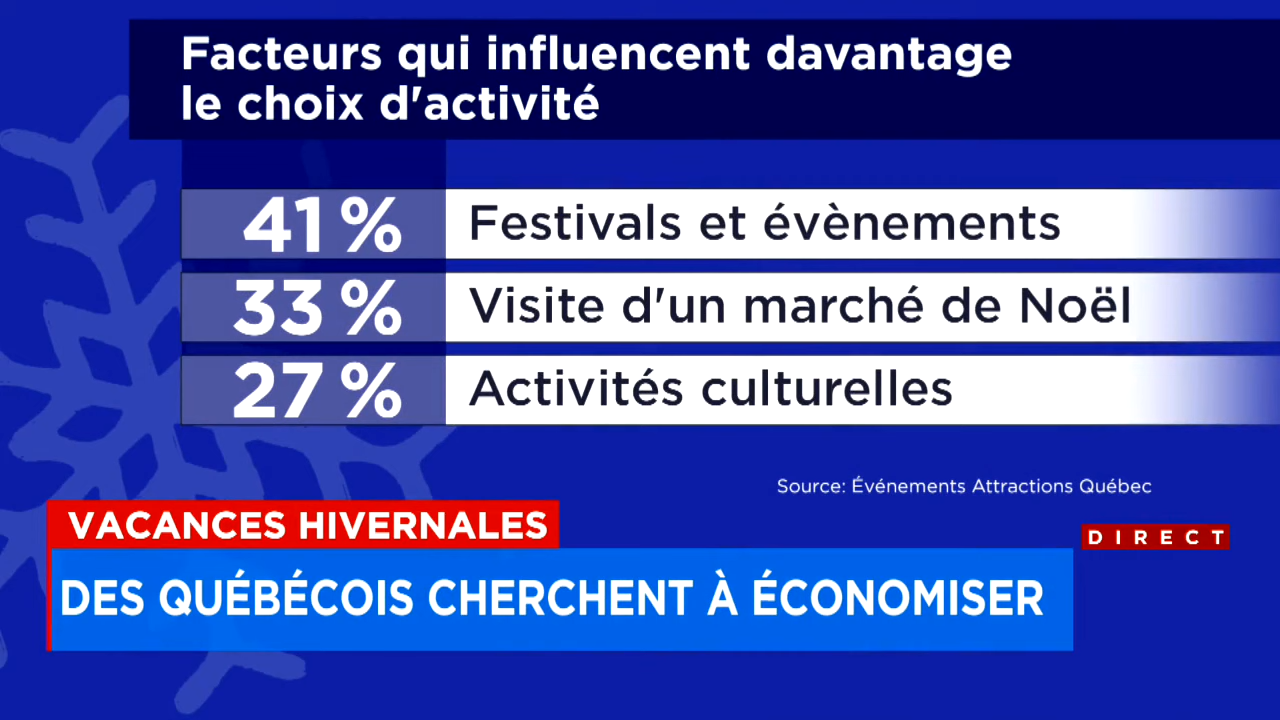 Facteurs qui influencent davantage
le choix d'activité
41 % Festivals et évènements
33 % Visite d'un marché de Noël
27 % Activités culturelles
Source: Événements Attractions Québec
VACANCES HIVERNALES
DIRECT
DES QUÉBÉCOIS CHERCHENT À ÉCONOMISER